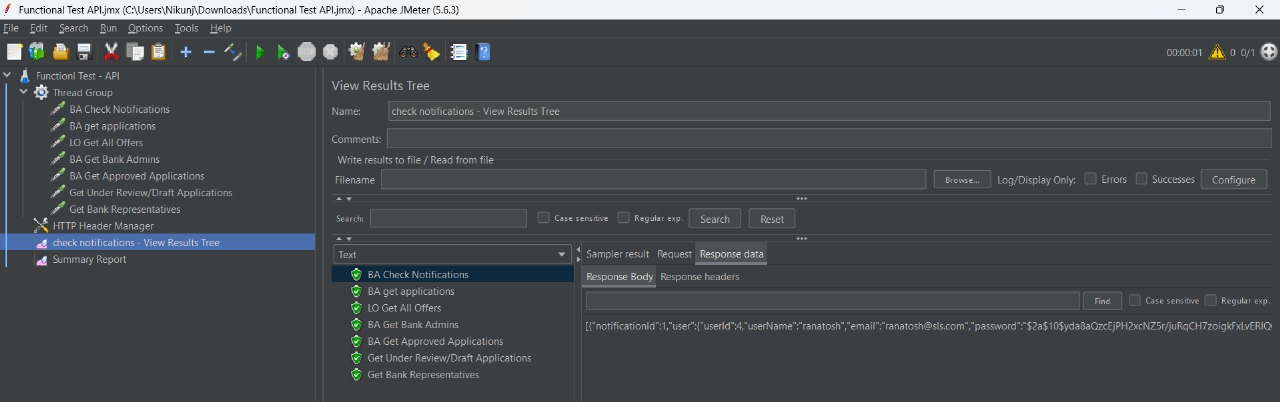 Functional Test API.jmx (C:\Users\Nikunj\Downloads\Functional Test API.jmx) - Apache JMeter (5.6.3)
File Edit Search Run Options Tools Help
00:00:01 0 0/1
Functionl Test - API
Thread Group
BA Check Notifications
BA get applications
LO Get All Offers
BA Get Bank Admins
BA Get Approved Applications
Get Under Review/Draft Applications
Get Bank Representatives
HTTP Header Manager
check notifications - View Results Tree
Summary Report
View Results Tree
Name: check notifications - View Results Tree
Comments:
Write results to file / Read from file
Filename Browse... Log/Display Only: Errors Successes Configure
Search: Case sensitive Regular exp. Search Reset
Text
BA Check Notifications
BA get applications
LO Get All Offers
BA Get Bank Admins
BA Get Approved Applications
Get Under Review/Draft Applications
Get Bank Representatives
Sampler result Request Response data
Response Body Response headers
Find Case sensitive Regular exp.
[{"notificationId":1,"user":{"userId":4,"userName":"ranatosh","email":"ranatosh@sls.com","password":"$2a$10$yda8aQzcEjPH2xcNZ5r/juRqCH7zoigkFxLvERIQ